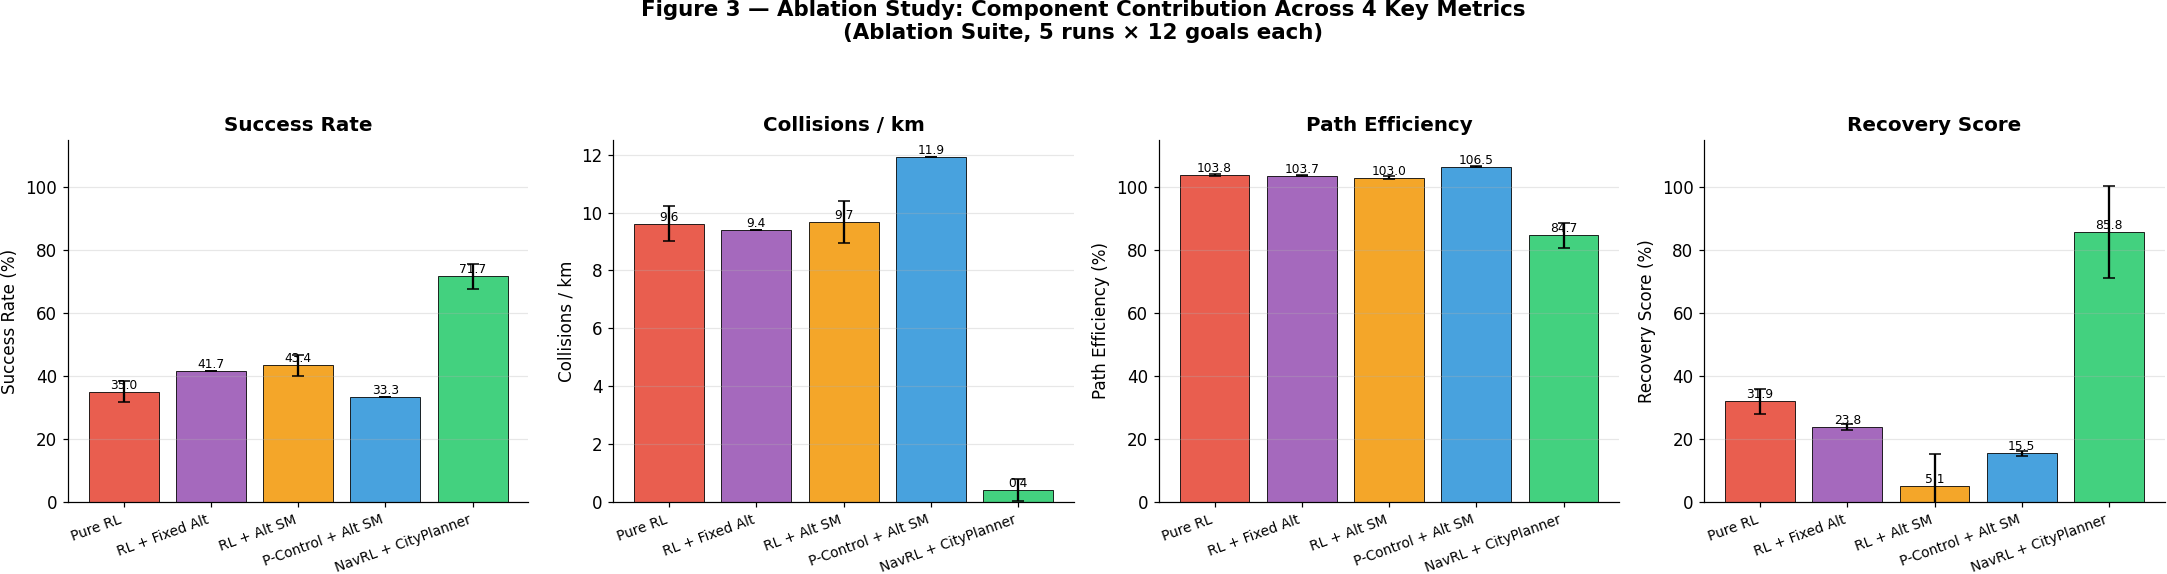 Figure 3 — Ablation Study: Component Contribution Across 4 Key Metrics
(Ablation Suite, 5 runs × 12 goals each)
Success Rate
Success Rate (%)
100
80
60
40
20
0
35.0
41.7
43.4
33.3
71.7
Pure RL
RL + Fixed Alt
RL + Alt SM
P-Control + Alt SM
NavRL + CityPlanner
Collisions / km
Collisions / km
12
10
8
6
4
2
0
9.6
9.4
9.7
11.9
0.4
Pure RL
RL + Fixed Alt
RL + Alt SM
P-Control + Alt SM
NavRL + CityPlanner
Path Efficiency
Path Efficiency (%)
100
80
60
40
20
0
103.8
103.7
103.0
106.5
84.7
Pure RL
RL + Fixed Alt
RL + Alt SM
P-Control + Alt SM
NavRL + CityPlanner
Recovery Score
Recovery Score (%)
100
80
60
40
20
0
31.9
23.8
5.1
15.5
85.8
Pure RL
RL + Fixed Alt
RL + Alt SM
P-Control + Alt SM
NavRL + CityPlanner